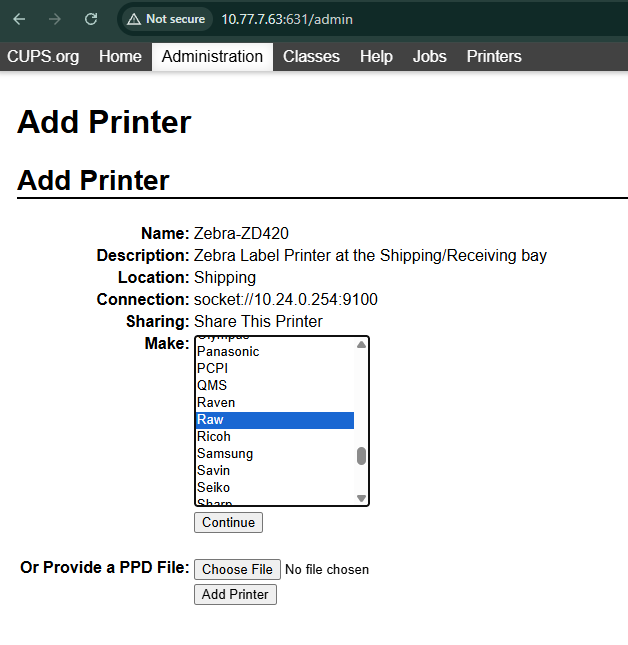 Not secure 10.77.7.63:631/admin
CUPS.org Home Administration Classes Help Jobs Printers
Add Printer
Add Printer
Name: Zebra-ZD420
Description: Zebra Label Printer at the Shipping/Receiving bay
Location: Shipping
Connection: socket://10.24.0.254:9100
Sharing: Share This Printer
Make:
Olympus
Panasonic
PCPI
QMS
Raven
Raw
Ricoh
Samsung
Savin
Seiko
Sharp
Continue
Or Provide a PPD File: Choose File No file chosen
Add Printer